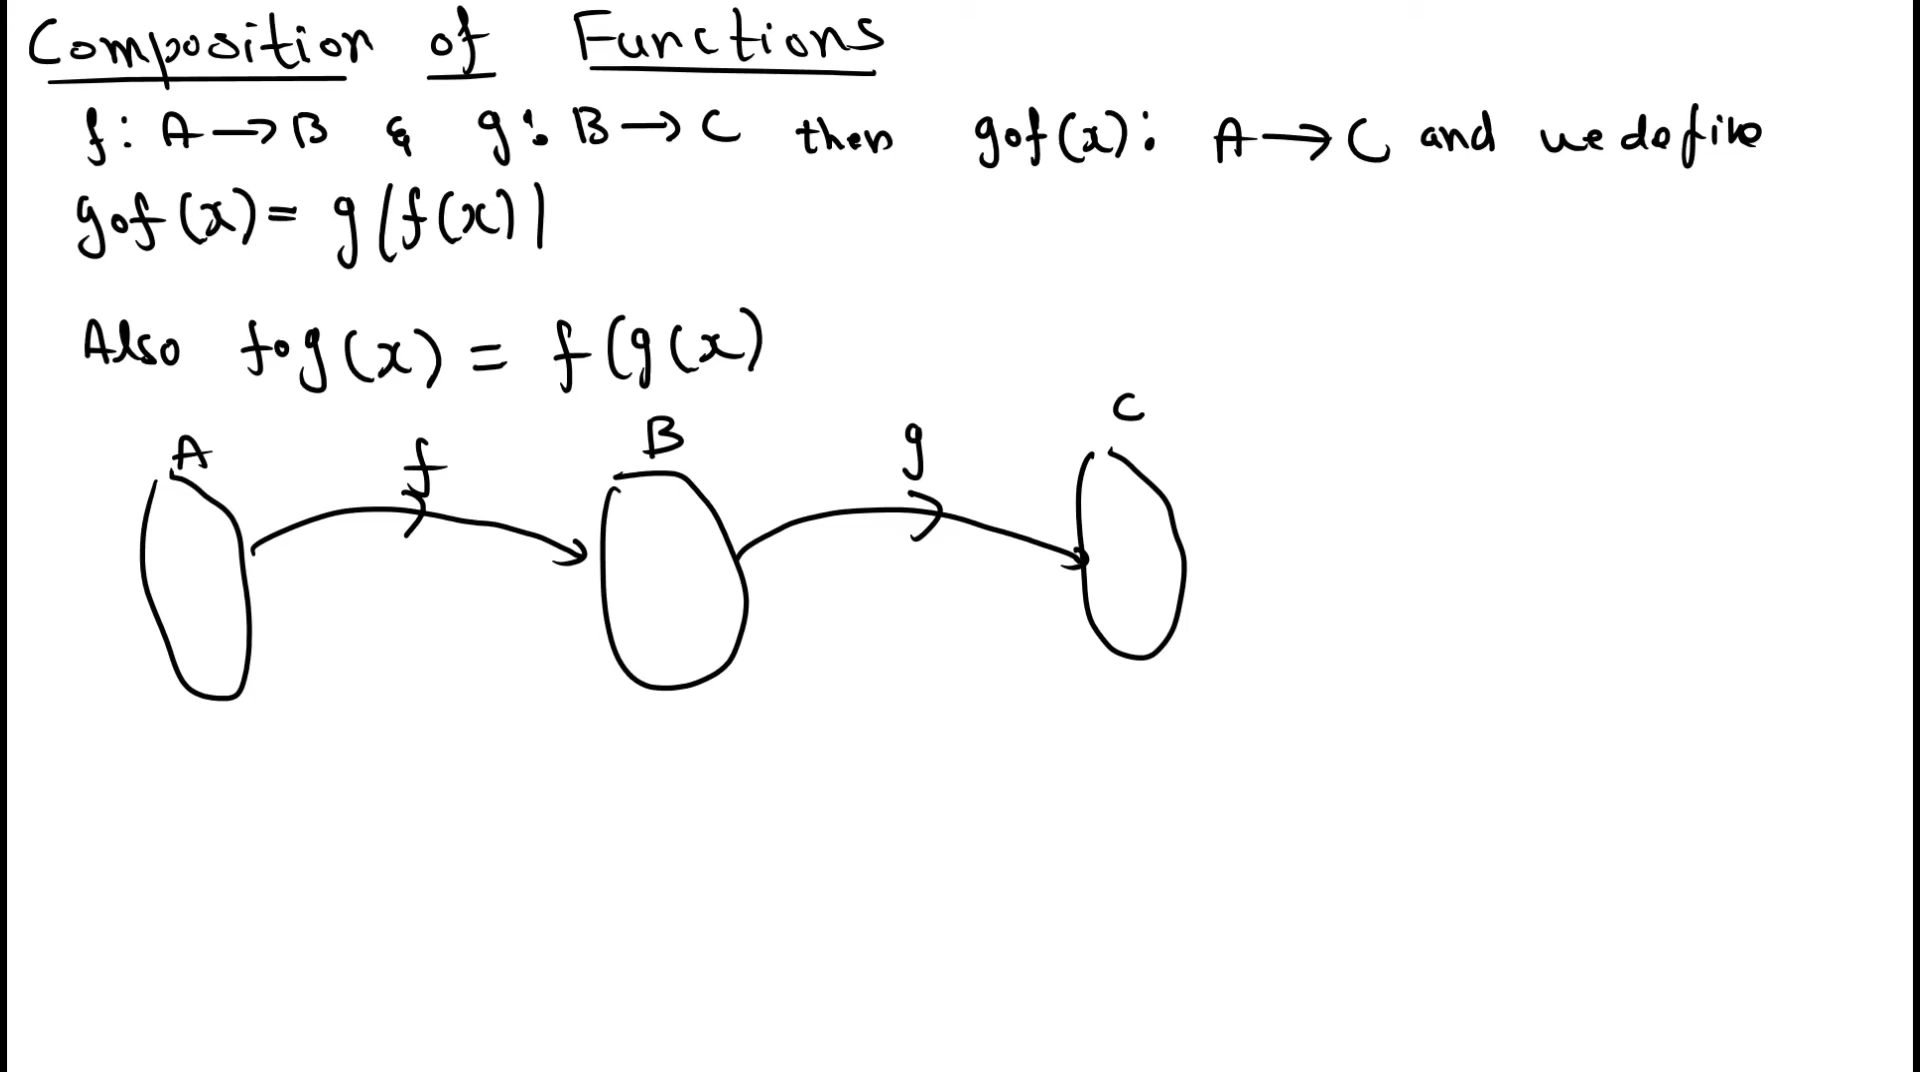 Composition of Functions
f: A → B & g: B → C then gof(x): A → C and we define
gof(x) = g(f(x))
Also fog(x) = f(g(x)
A f B g C